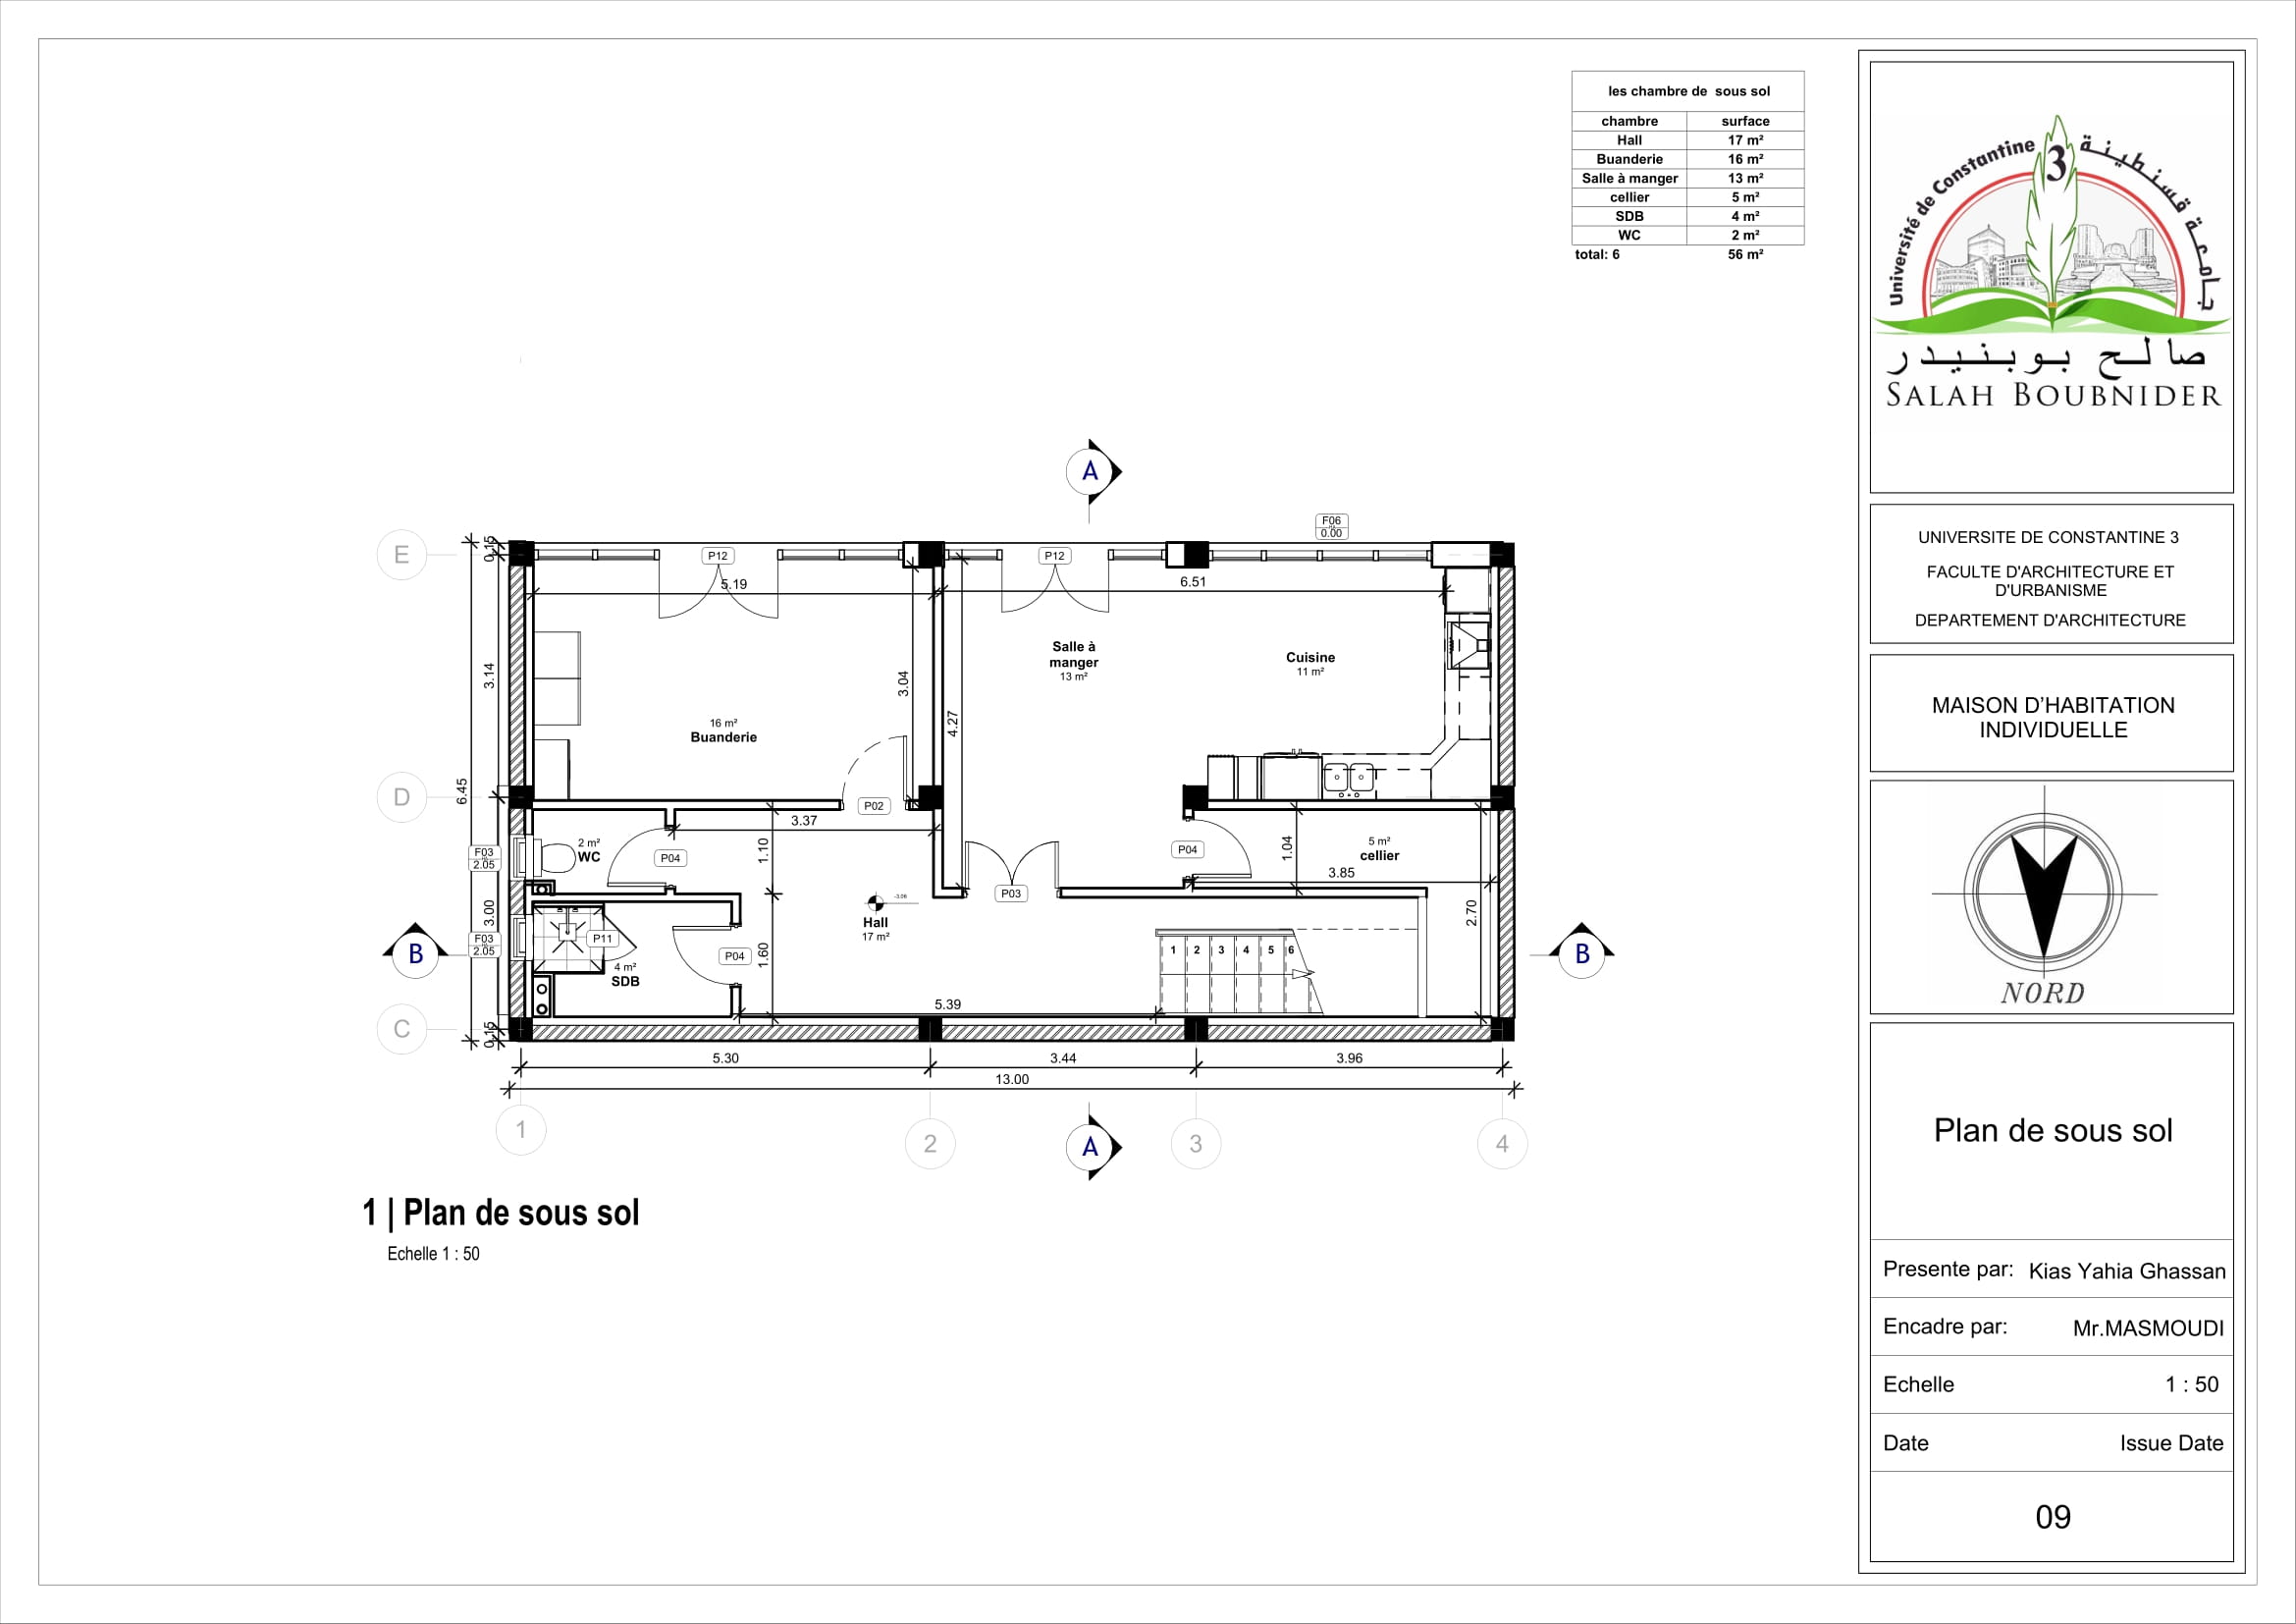 les chambre de sous sol
chambre surface
Hall 17 m²
Buanderie 16 m²
Salle à manger 13 m²
cellier 5 m²
SDB 4 m²
WC 2 m²
total: 6 56 m²
Université de Constantine 3 جامعة قسنطينة
صالح بوبنيدر
SALAH BOUBNIDER
UNIVERSITE DE CONSTANTINE 3
FACULTE D'ARCHITECTURE ET
D'URBANISME
DEPARTEMENT D'ARCHITECTURE
MAISON D'HABITATION
INDIVIDUELLE
NORD
Plan de sous sol
Presente par: Kias Yahia Ghassan
Encadre par: Mr.MASMOUDI
Echelle 1 : 50
Date Issue Date
09
A
F06
0.00
E
0.15
P12
P12
5.19
6.51
Salle à
manger
13 m²
Cuisine
11 m²
3.14
3.04
4.27
16 m²
Buanderie
D
6.45
P02
3.37
2 m²
WC
P04
1.10
P04
1.04
5 m²
cellier
3.85
F03
2.05
P03
-3.06
Hall
17 m²
3.00
2.70
F03
2.05
P11
4 m²
SDB
P04
1.60
1 2 3 4 5 6
B
B
5.39
C
0.15
5.30 3.44 3.96
13.00
1 2 3 4
A
1 | Plan de sous sol
Echelle 1 : 50